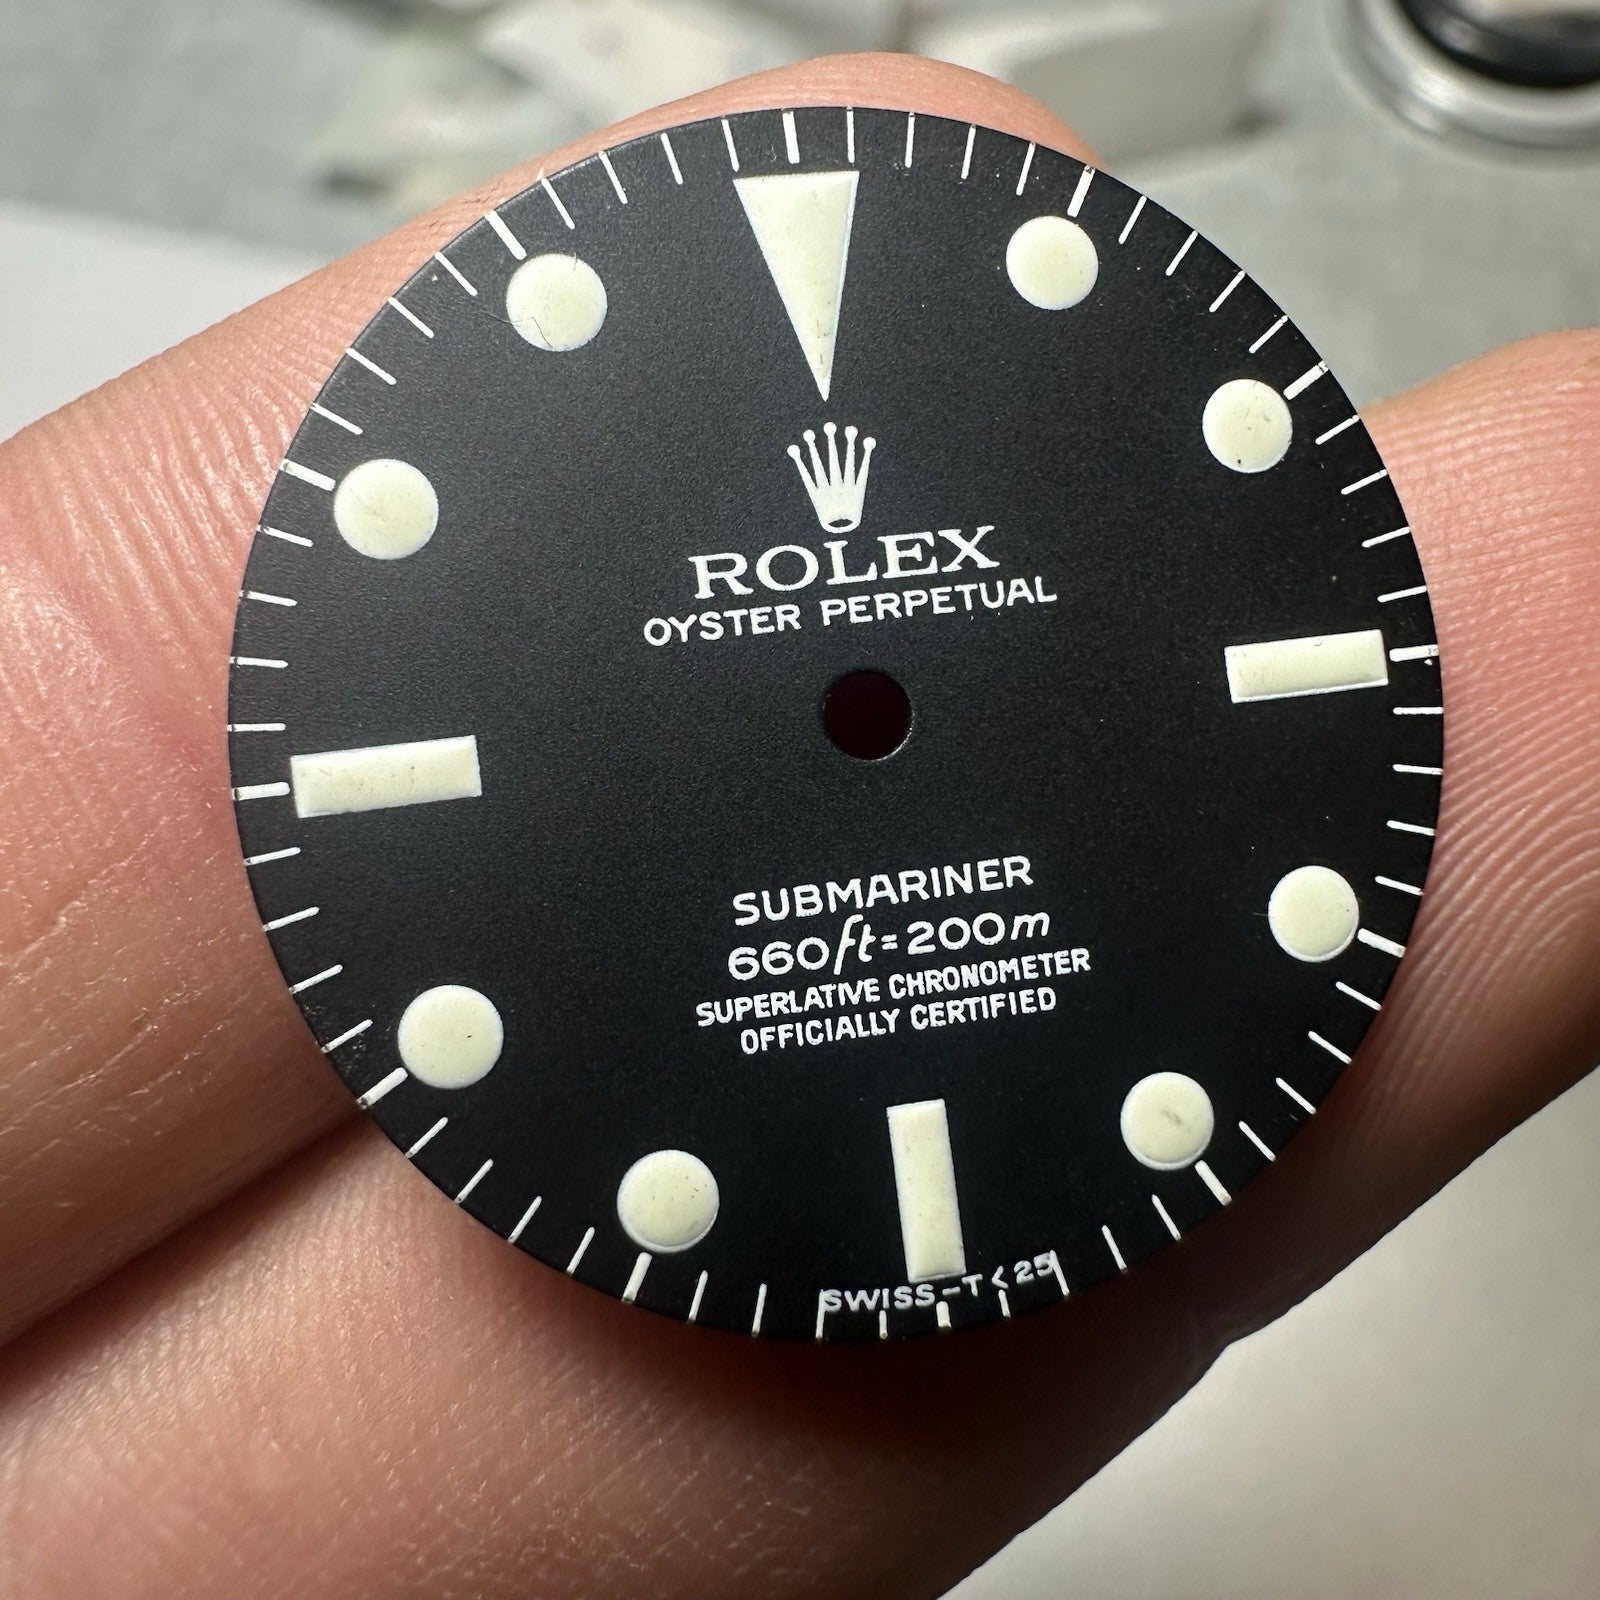 ROLEX
OYSTER PERPETUAL
SUBMARINER
660ft=200m
SUPERLATIVE CHRONOMETER
OFFICIALLY CERTIFIED
SWISS-T<25